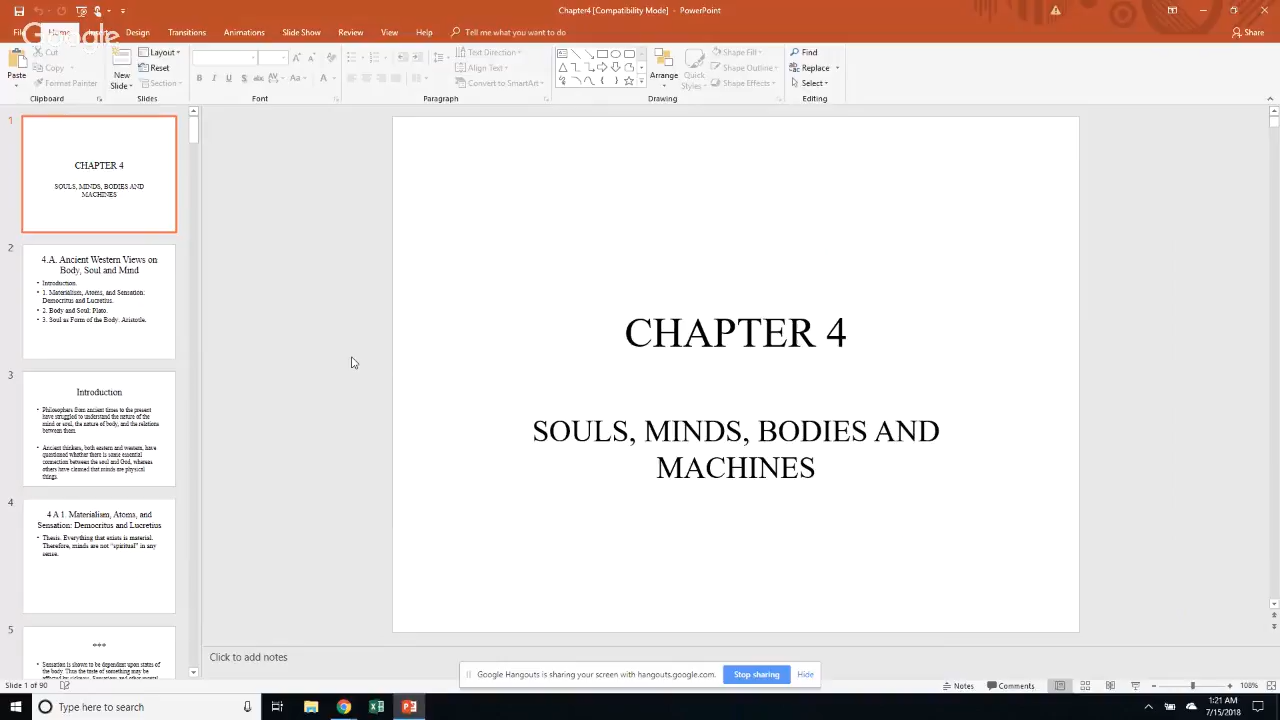 Chapter4 [Compatibility Mode] - PowerPoint
Google
File Home Insert Design Transitions Animations Slide Show Review View Help Tell me what you want to do Share
Paste
Cut
Copy
Format Painter
Clipboard
New
Slide
Layout
Reset
Section
Slides
B I U S abc AV Aa A
Font
Text Direction
Align Text
Convert to SmartArt
Paragraph
Arrange
Quick
Styles
Shape Fill
Shape Outline
Shape Effects
Drawing
Find
Replace
Select
Editing
1
CHAPTER 4
SOULS, MINDS, BODIES AND
MACHINES
2
4.A. Ancient Western Views on
Body, Soul and Mind
• Introduction.
• 1. Materialism, Atoms, and Sensation:
Democritus and Lucretius.
• 2. Body and Soul: Plato.
• 3. Soul as Form of the Body: Aristotle.
3
Introduction
• Philosophers from ancient times to the present
have struggled to understand the nature of the
mind or soul, the nature of body, and the relations
between them.
• Ancient thinkers, both eastern and western, have
questioned whether there is some essential
connection between the soul and God, whereas
others have claimed that minds are physical
things.
4
4 A 1. Materialism, Atoms, and
Sensation: Democritus and Lucretius
• Thesis. Everything that exists is material.
Therefore, minds are not "spiritual" in any
sense.
5
***
• Sensation is shown to be dependent upon status of
the body. Thus the taste of something may be
CHAPTER 4
SOULS, MINDS, BODIES AND
MACHINES
Click to add notes
Google Hangouts is sharing your screen with hangouts.google.com. Stop sharing Hide
Slide 1 of 90 Notes Comments 108%
Type here to search
1:21 AM
7/15/2018